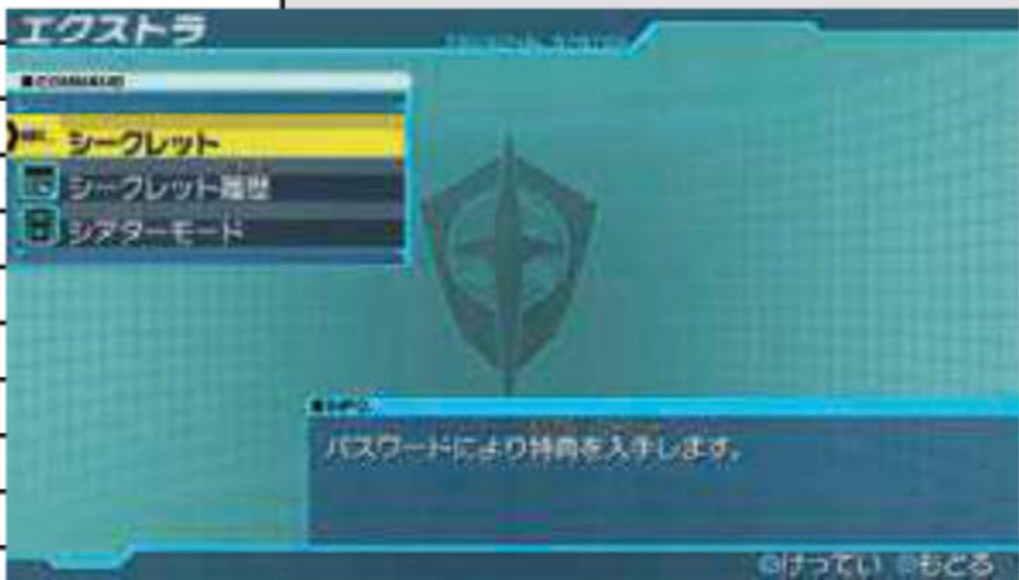 エクストラ
■COMMAND
シークレット
シークレット履歴
シアターモード
■INFO
パスワードにより特典を入手します。
けってい もどる